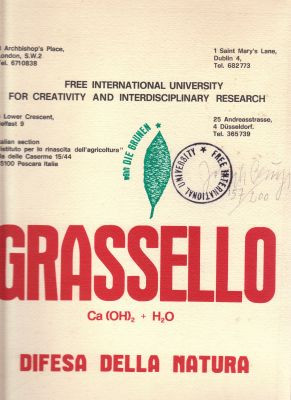 Archbishop's Place,
London, S.W.2
Tel. 6710838
1 Saint Mary's Lane,
Dublin 4,
Tel. 682773
FREE INTERNATIONAL UNIVERSITY
FOR CREATIVITY AND INTERDISCIPLINARY RESEARCH
Lower Crescent,
Belfast 9
25 Andreasstrasse,
4 Düsseldorf.
Tel. 365739
Italian section
"Istituto per lo rinascita dell'agricoltura"
delle Caserme 15/44
65100 Pescara Italia
DIE GRÜNEN
FREE INTERNATIONAL UNIVERSITY
GRASSELLO
Ca (OH)₂ + H₂O
DIFESA DELLA NATURA